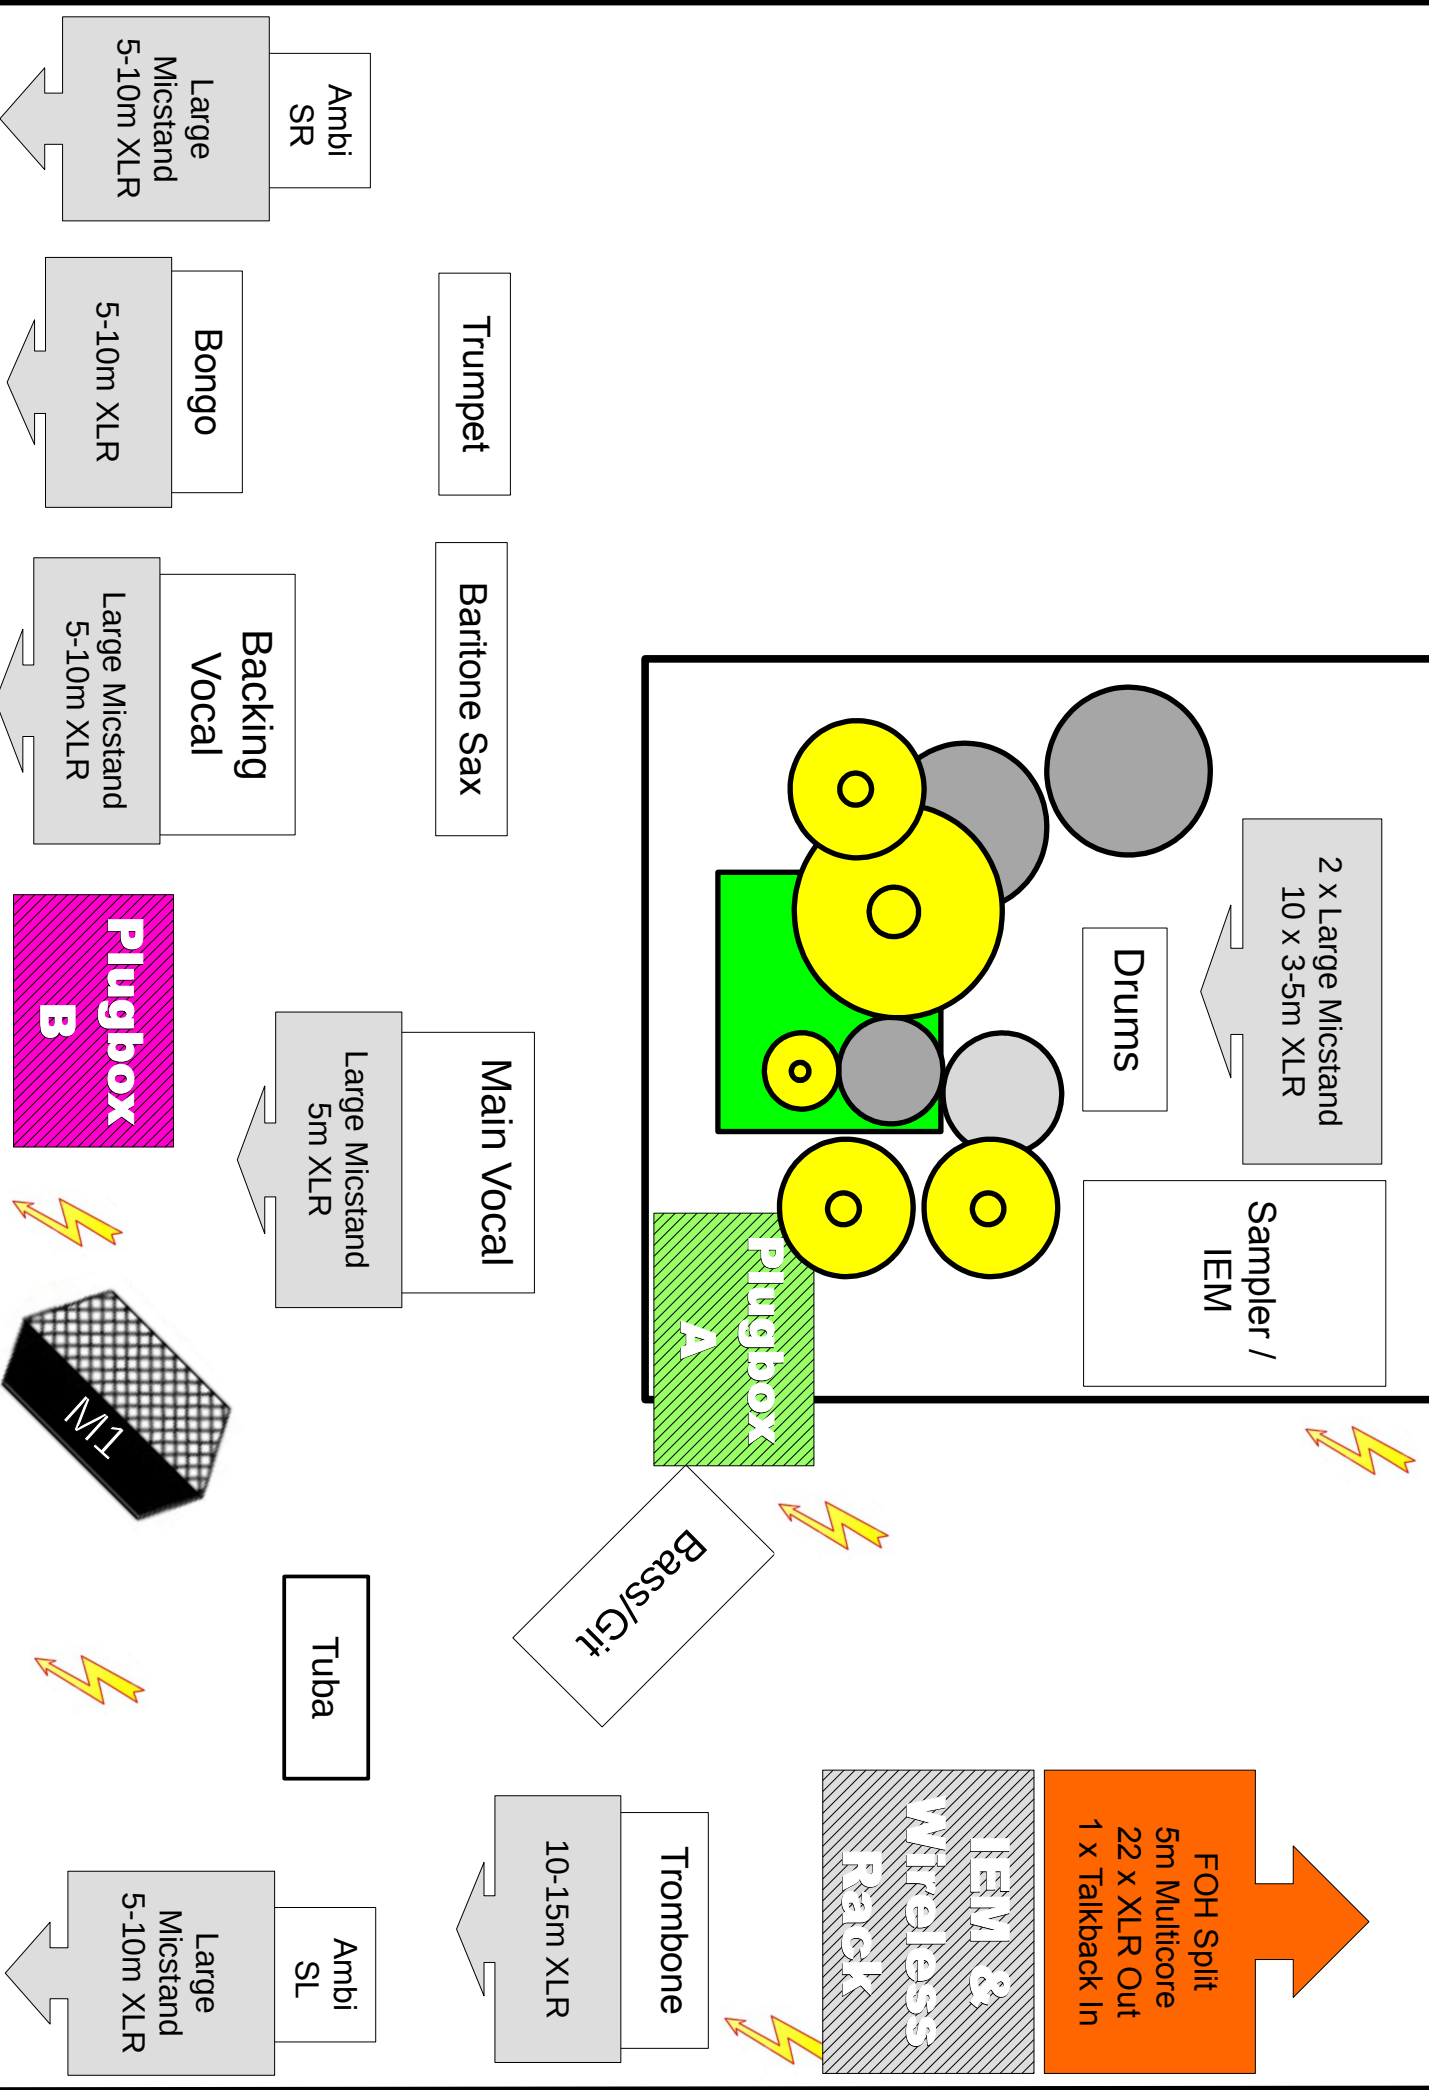 2 x Large Micstand
10 x 3-5m XLR
Drums
Sampler /
IEM
FOH Split
5m Multicore
22 x XLR Out
1 x Talkback In
IEM &
Wireless
Rack
Plugbox
A
Bass/Git
Trombone
10-15m XLR
Trumpet
Baritone Sax
Main Vocal
Large Micstand
5m XLR
Tuba
Ambi
SR
Large
Micstand
5-10m XLR
Bongo
5-10m XLR
Backing
Vocal
Large Micstand
5-10m XLR
Plugbox
B
M1
Ambi
SL
Large
Micstand
5-10m XLR